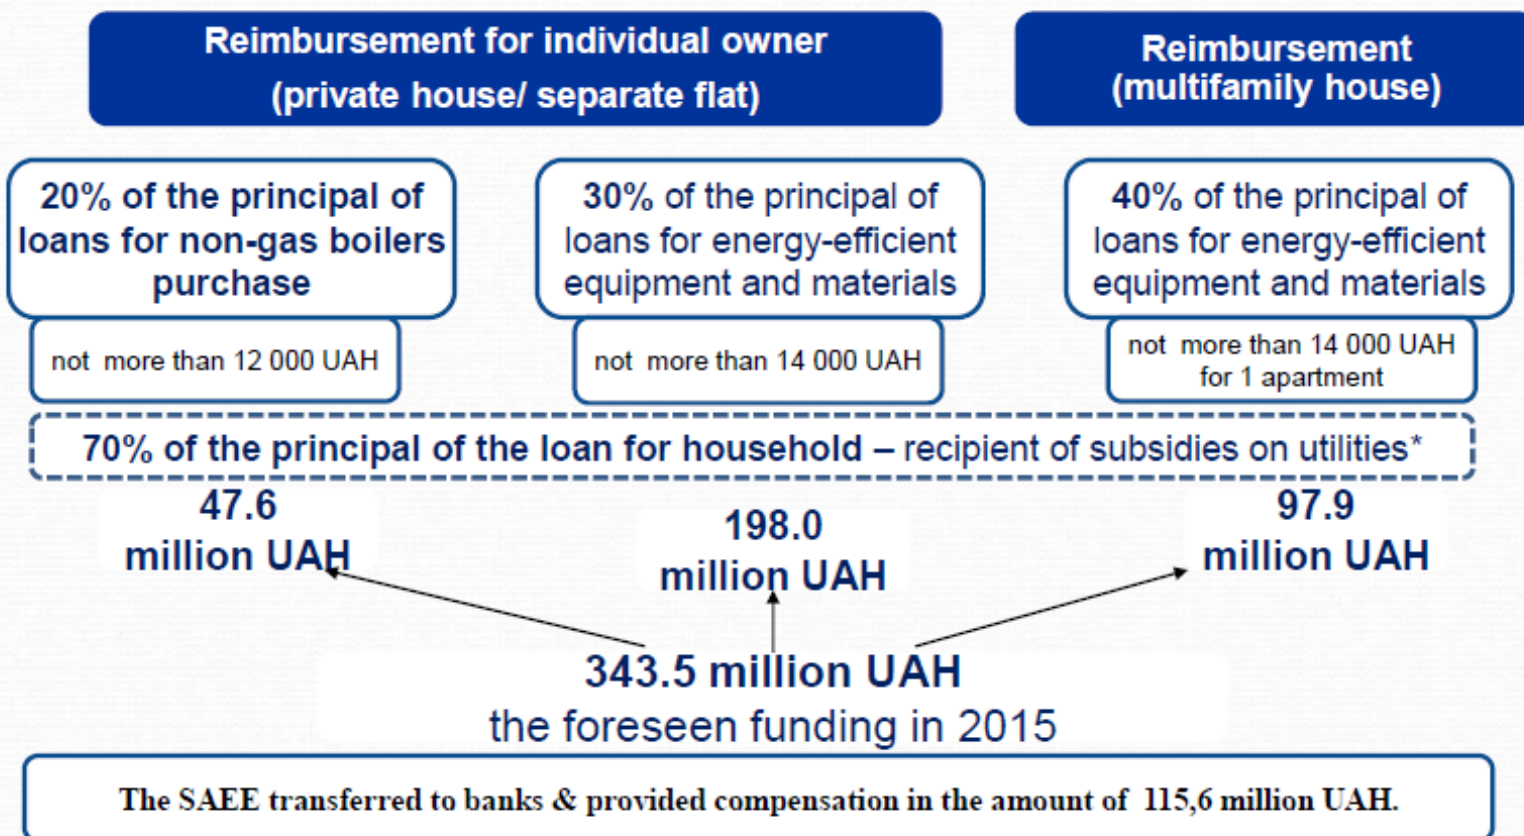 Reimbursement for individual owner
(private house/ separate flat)
Reimbursement
(multifamily house)
20% of the principal of
loans for non-gas boilers
purchase
not more than 12 000 UAH
30% of the principal of
loans for energy-efficient
equipment and materials
not more than 14 000 UAH
40% of the principal of
loans for energy-efficient
equipment and materials
not more than 14 000 UAH
for 1 apartment
70% of the principal of the loan for household – recipient of subsidies on utilities*
47.6
million UAH
198.0
million UAH
97.9
million UAH
343.5 million UAH
the foreseen funding in 2015
The SAEE transferred to banks & provided compensation in the amount of 115,6 million UAH.